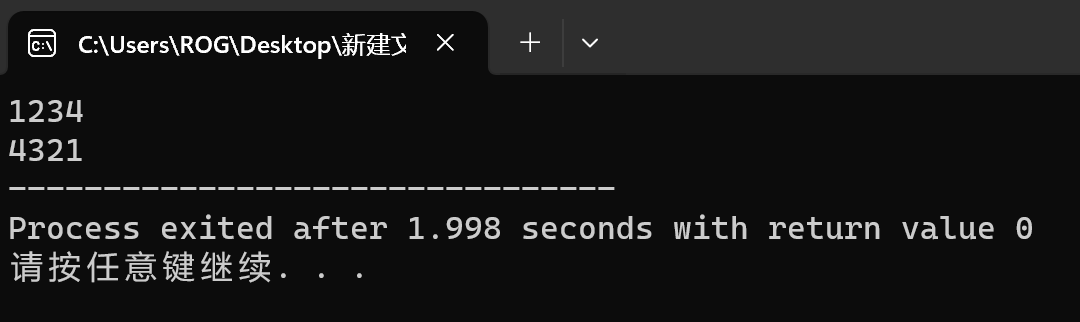 C:\Users\ROG\Desktop\新建文
1234
4321
--------------------------------
Process exited after 1.998 seconds with return value 0
请按任意键继续. . .